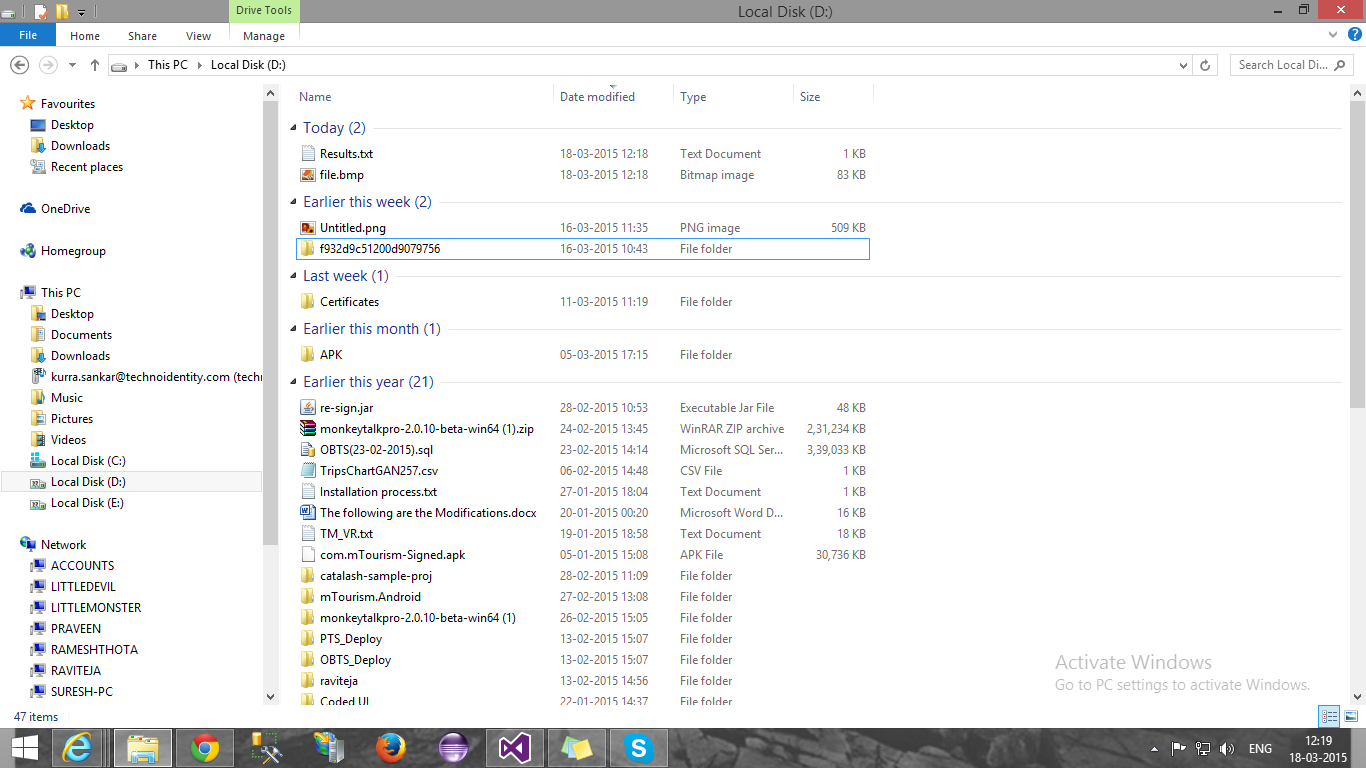 Drive Tools
Local Disk (D:)
File Home Share View Manage
This PC Local Disk (D:)
Search Local Di...
Favourites
Desktop
Downloads
Recent places
OneDrive
Homegroup
This PC
Desktop
Documents
Downloads
kurra.sankar@technoidentity.com (techn
Music
Pictures
Videos
Local Disk (C:)
Local Disk (D:)
Local Disk (E:)
Network
ACCOUNTS
LITTLEDEVIL
LITTLEMONSTER
PRAVEEN
RAMESHTHOTA
RAVITEJA
SURESH-PC
Name Date modified Type Size
Today (2)
Results.txt 18-03-2015 12:18 Text Document 1 KB
file.bmp 18-03-2015 12:18 Bitmap image 83 KB
Earlier this week (2)
Untitled.png 16-03-2015 11:35 PNG image 509 KB
f932d9c51200d9079756 16-03-2015 10:43 File folder
Last week (1)
Certificates 11-03-2015 11:19 File folder
Earlier this month (1)
APK 05-03-2015 17:15 File folder
Earlier this year (21)
re-sign.jar 28-02-2015 10:53 Executable Jar File 48 KB
monkeytalkpro-2.0.10-beta-win64 (1).zip 24-02-2015 13:45 WinRAR ZIP archive 2,31,234 KB
OBTS(23-02-2015).sql 23-02-2015 14:14 Microsoft SQL Ser... 3,39,033 KB
TripsChartGAN257.csv 06-02-2015 14:48 CSV File 1 KB
Installation process.txt 27-01-2015 18:04 Text Document 1 KB
The following are the Modifications.docx 20-01-2015 00:20 Microsoft Word D... 16 KB
TM_VR.txt 19-01-2015 18:58 Text Document 18 KB
com.mTourism-Signed.apk 05-01-2015 15:08 APK File 30,736 KB
catalash-sample-proj 28-02-2015 11:09 File folder
mTourism.Android 27-02-2015 13:08 File folder
monkeytalkpro-2.0.10-beta-win64 (1) 26-02-2015 15:05 File folder
PTS_Deploy 13-02-2015 15:07 File folder
OBTS_Deploy 13-02-2015 15:07 File folder
raviteja 13-02-2015 14:56 File folder
Coded UI 22-01-2015 14:37 File folder
Activate Windows
Go to PC settings to activate Windows.
47 items
ENG
12:19
18-03-2015